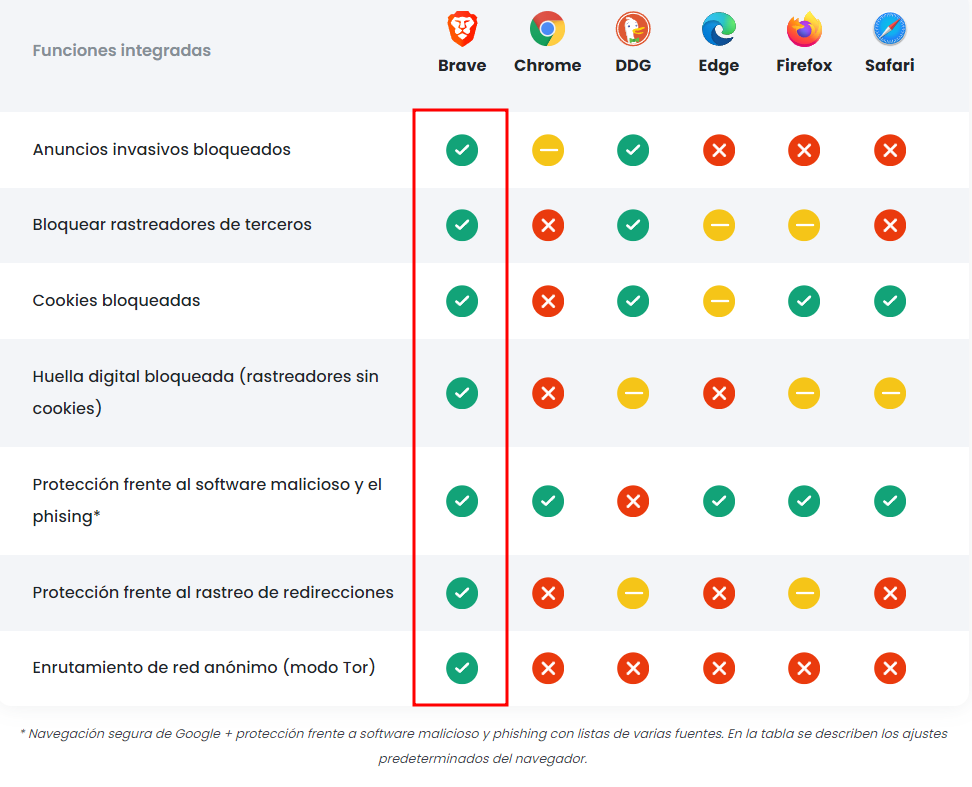 Funciones integradas
Brave
Chrome
DDG
Edge
Firefox
Safari
Anuncios invasivos bloqueados
Bloquear rastreadores de terceros
Cookies bloqueadas
Huella digital bloqueada (rastreadores sin
cookies)
Protección frente al software malicioso y el
phising*
Protección frente al rastreo de redirecciones
Enrutamiento de red anónimo (modo Tor)
* Navegación segura de Google + protección frente a software malicioso y phishing con listas de varias fuentes. En la tabla se describen los ajustes
predeterminados del navegador.